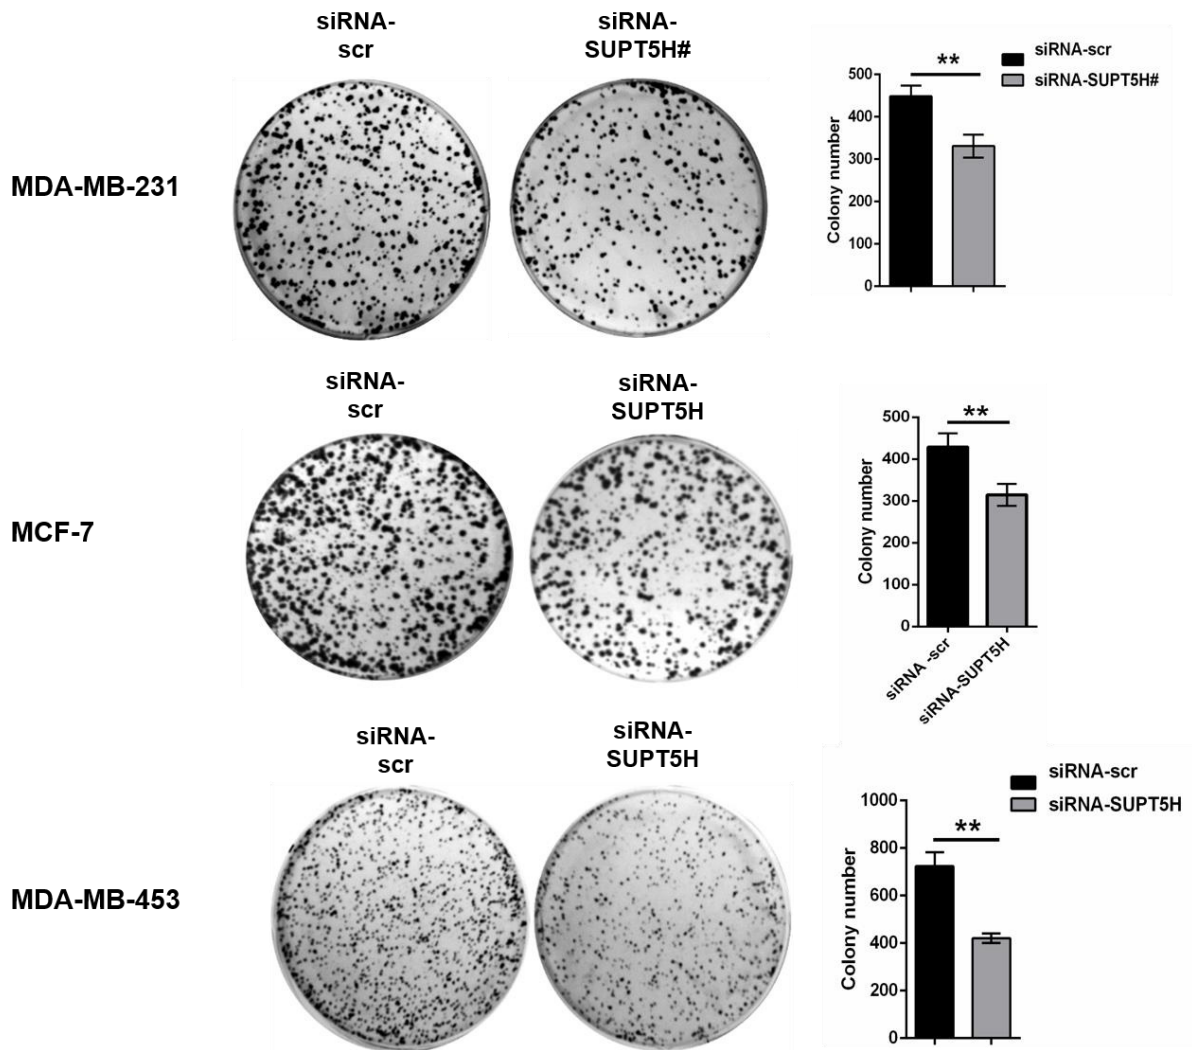 siRNA-
scr
siRNA-
SUPT5H#
MDA-MB-231
siRNA-scr
siRNA-SUPT5H#
**
Colony number
500
400
300
200
100
0
siRNA-
scr
siRNA-
SUPT5H
MCF-7
**
Colony number
500
400
300
200
100
0
siRNA -scr
siRNA-SUPT5H
siRNA-
scr
siRNA-
SUPT5H
MDA-MB-453
siRNA-scr
siRNA-SUPT5H
**
Colony number
1000
800
600
400
200
0